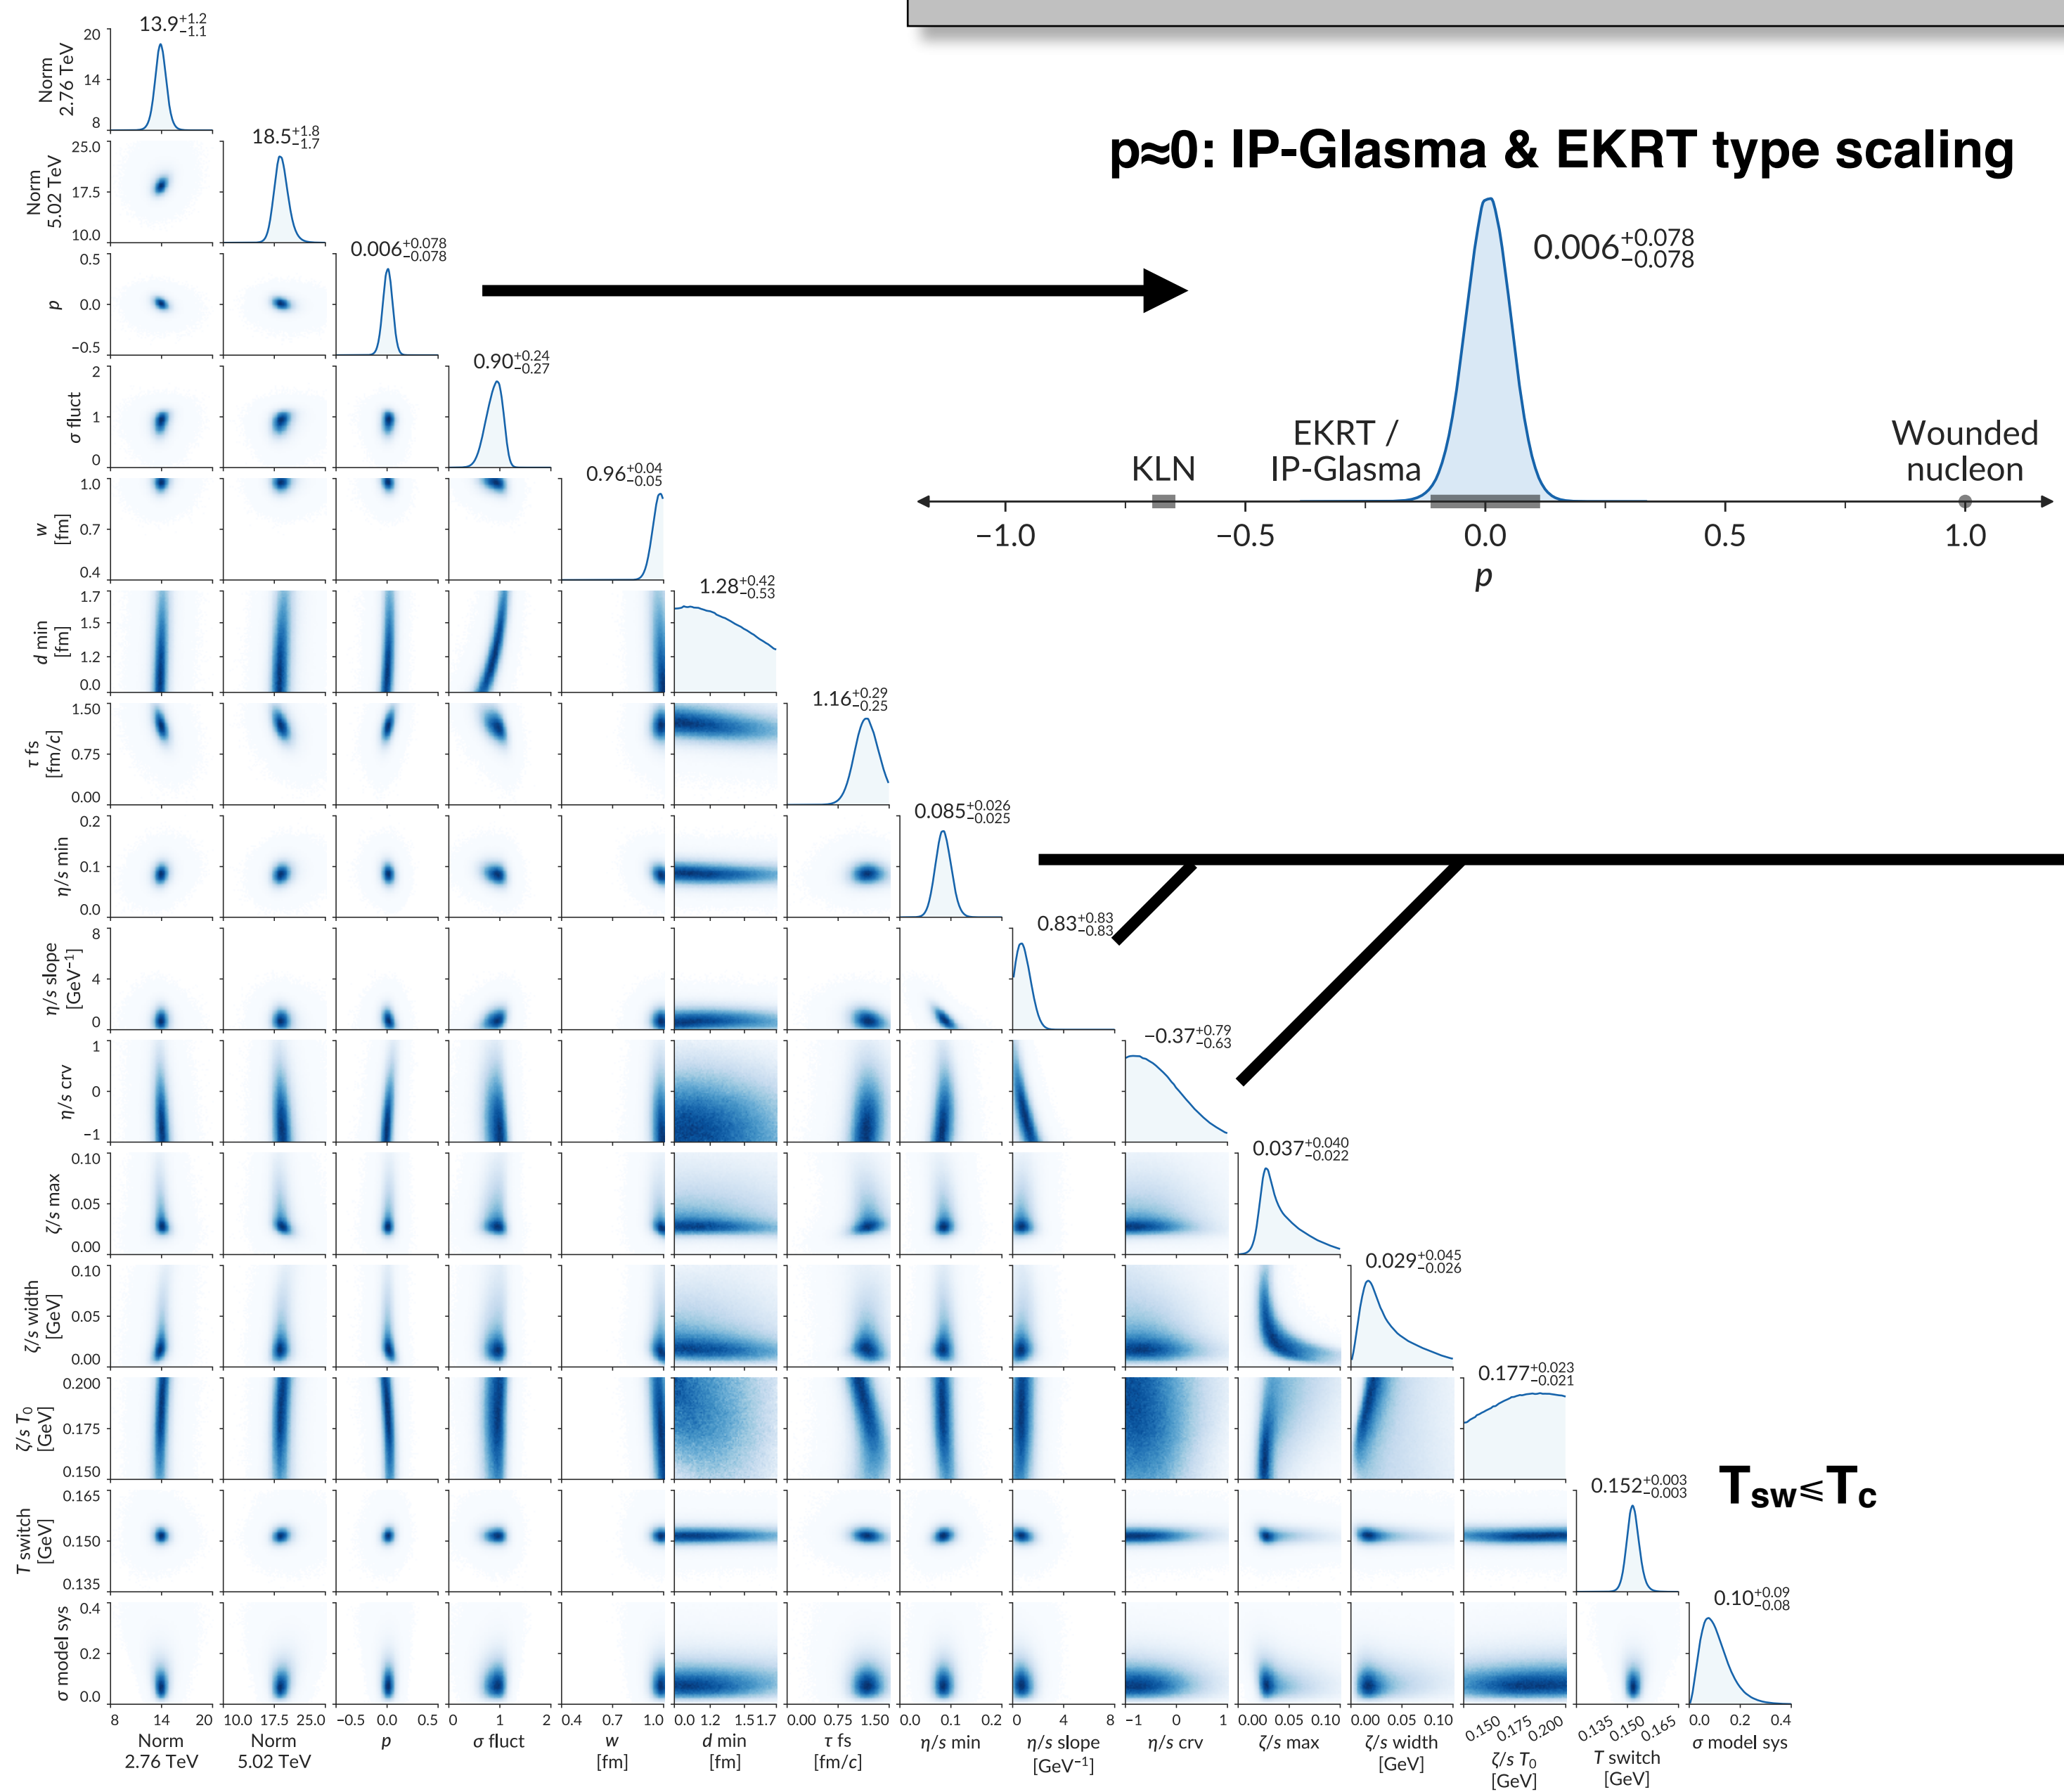 13.9+1.2−1.1
20
14
8
Norm
2.76 TeV
18.5+1.8−1.7
25.0
17.5
10.0
Norm
5.02 TeV
0.006+0.078−0.078
0.5
0.0
−0.5
p
0.90+0.24−0.27
2
1
0
σ fluct
0.96+0.04−0.05
1.0
0.7
0.4
w
[fm]
1.28+0.42−0.53
1.7
1.5
1.2
0.0
d min
[fm]
1.16+0.29−0.25
1.50
0.75
0.00
τ fs
[fm/c]
0.085+0.026−0.025
0.2
0.1
0.0
η/s min
0.83+0.83−0.83
8
4
0
η/s slope
[GeV−1]
−0.37+0.79−0.63
1
0
−1
η/s crv
0.037+0.040−0.022
0.10
0.05
0.00
ζ/s max
0.029+0.045−0.026
0.10
0.05
0.00
ζ/s width
[GeV]
0.177+0.023−0.021
0.200
0.175
0.150
ζ/s T0
[GeV]
0.152+0.003−0.003
0.165
0.150
0.135
T switch
[GeV]
0.10+0.09−0.08
0.4
0.2
0.0
σ model sys
8 14 20
Norm
2.76 TeV
10.0 17.5 25.0
Norm
5.02 TeV
−0.5 0.0 0.5
p
0 1 2
σ fluct
0.4 0.7 1.0
w
[fm]
0.0 1.2 1.5 1.7
d min
[fm]
0.00 0.75 1.50
τ fs
[fm/c]
0.0 0.1 0.2
η/s min
0 4 8
η/s slope
[GeV−1]
−1 0 1
η/s crv
0.00 0.05 0.10
ζ/s max
0.00 0.05 0.10
ζ/s width
[GeV]
0.150 0.175 0.200
ζ/s T0
[GeV]
0.135 0.150 0.165
T switch
[GeV]
0.0 0.2 0.4
σ model sys
p≈0: IP-Glasma & EKRT type scaling
0.006+0.078−0.078
KLN
EKRT /
IP-Glasma
Wounded
nucleon
−1.0 −0.5 0.0 0.5 1.0
p
Tsw⩽Tc